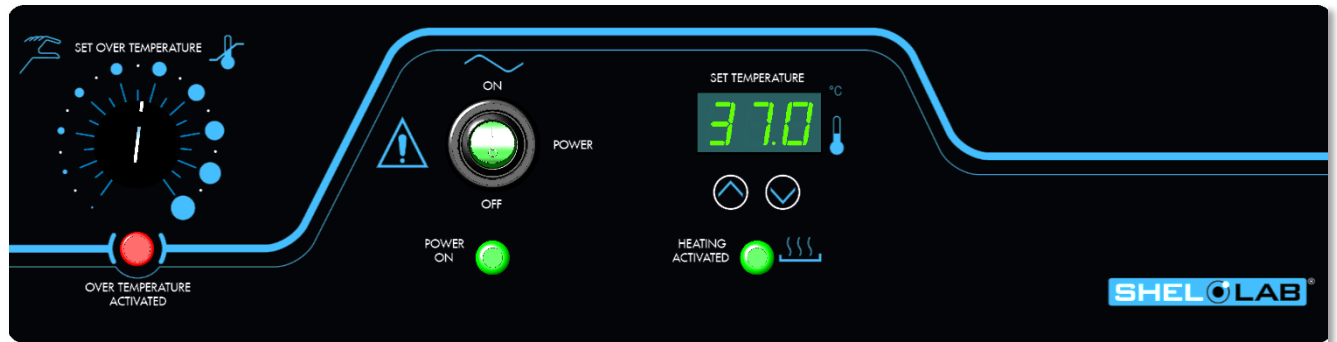 SET OVER TEMPERATURE
OVER TEMPERATURE
ACTIVATED
ON
POWER
OFF
POWER
ON
SET TEMPERATURE
°C
37.0
HEATING
ACTIVATED
SHEL LAB®